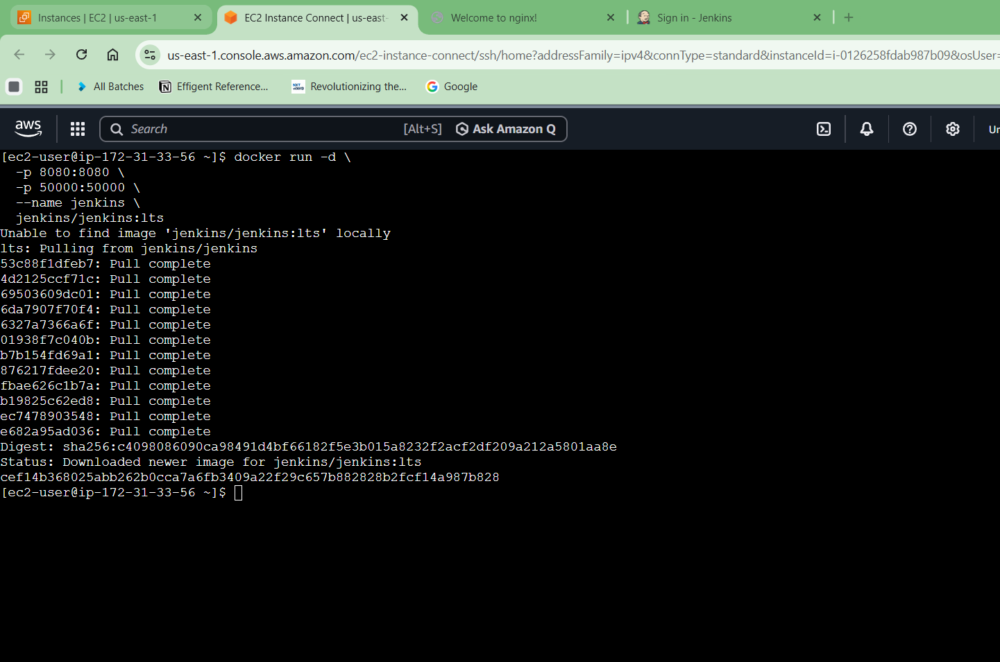 Instances | EC2 | us-east-1
EC2 Instance Connect | us-east-
Welcome to nginx!
Sign in - Jenkins
us-east-1.console.aws.amazon.com/ec2-instance-connect/ssh/home?addressFamily=ipv4&connType=standard&instanceId=i-0126258fdab987b09&osUser=
All Batches
Effigent Reference...
Revolutionizing the...
Google
aws
Search
[Alt+S]
Ask Amazon Q
Un
[ec2-user@ip-172-31-33-56 ~]$ docker run -d \
  -p 8080:8080 \
  -p 50000:50000 \
  --name jenkins \
  jenkins/jenkins:lts
Unable to find image 'jenkins/jenkins:lts' locally
lts: Pulling from jenkins/jenkins
53c88f1dfeb7: Pull complete
4d2125ccf71c: Pull complete
69503609dc01: Pull complete
6da7907f70f4: Pull complete
6327a7366a6f: Pull complete
01938f7c040b: Pull complete
b7b154fd69a1: Pull complete
876217fdee20: Pull complete
fbae626c1b7a: Pull complete
b19825c62ed8: Pull complete
ec7478903548: Pull complete
e682a95ad036: Pull complete
Digest: sha256:c4098086090ca98491d4bf66182f5e3b015a8232f2acf2df209a212a5801aa8e
Status: Downloaded newer image for jenkins/jenkins:lts
cef14b368025abb262b0cca7a6fb3409a22f29c657b882828b2fcf14a987b828
[ec2-user@ip-172-31-33-56 ~]$